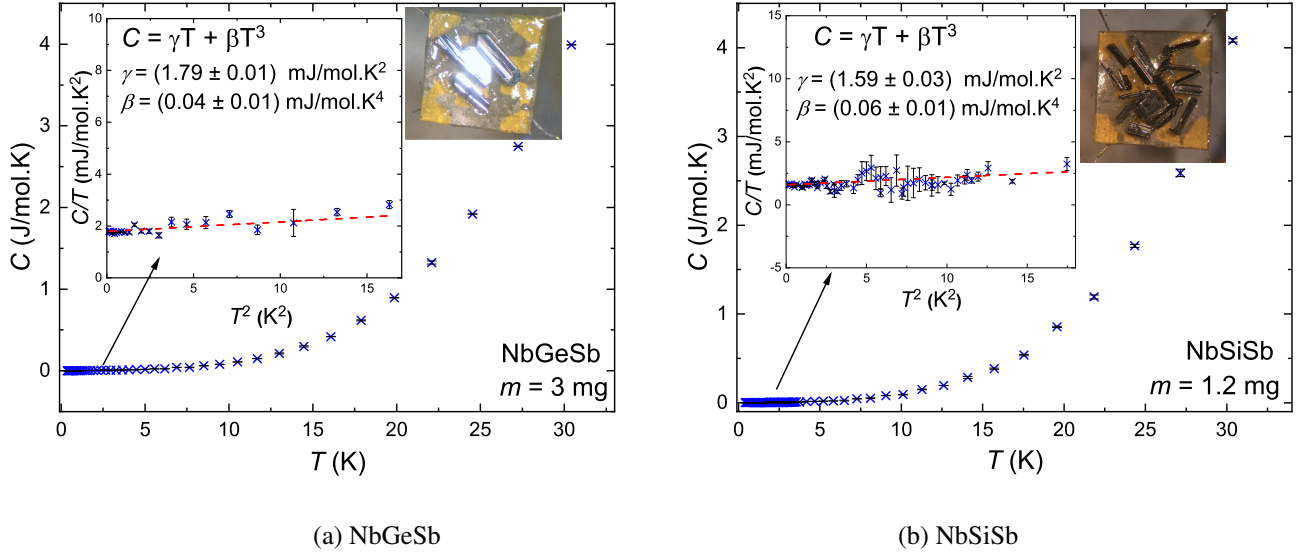 C = γT + βT³
γ = (1.79 ± 0.01) mJ/mol.K²
β = (0.04 ± 0.01) mJ/mol.K⁴
C/T (mJ/mol.K²)
10
8
6
4
2
0
0 5 10 15
T² (K²)
C (J/mol.K)
4
3
2
1
0
NbGeSb
m = 3 mg
0 5 10 15 20 25 30
T (K)
(a) NbGeSb
C = γT + βT³
γ = (1.59 ± 0.03) mJ/mol.K²
β = (0.06 ± 0.01) mJ/mol.K⁴
C/T (mJ/mol.K²)
15
10
5
0
-5
0 5 10 15
T² (K²)
C (J/mol.K)
4
3
2
1
0
NbSiSb
m = 1.2 mg
0 5 10 15 20 25 30
T (K)
(b) NbSiSb